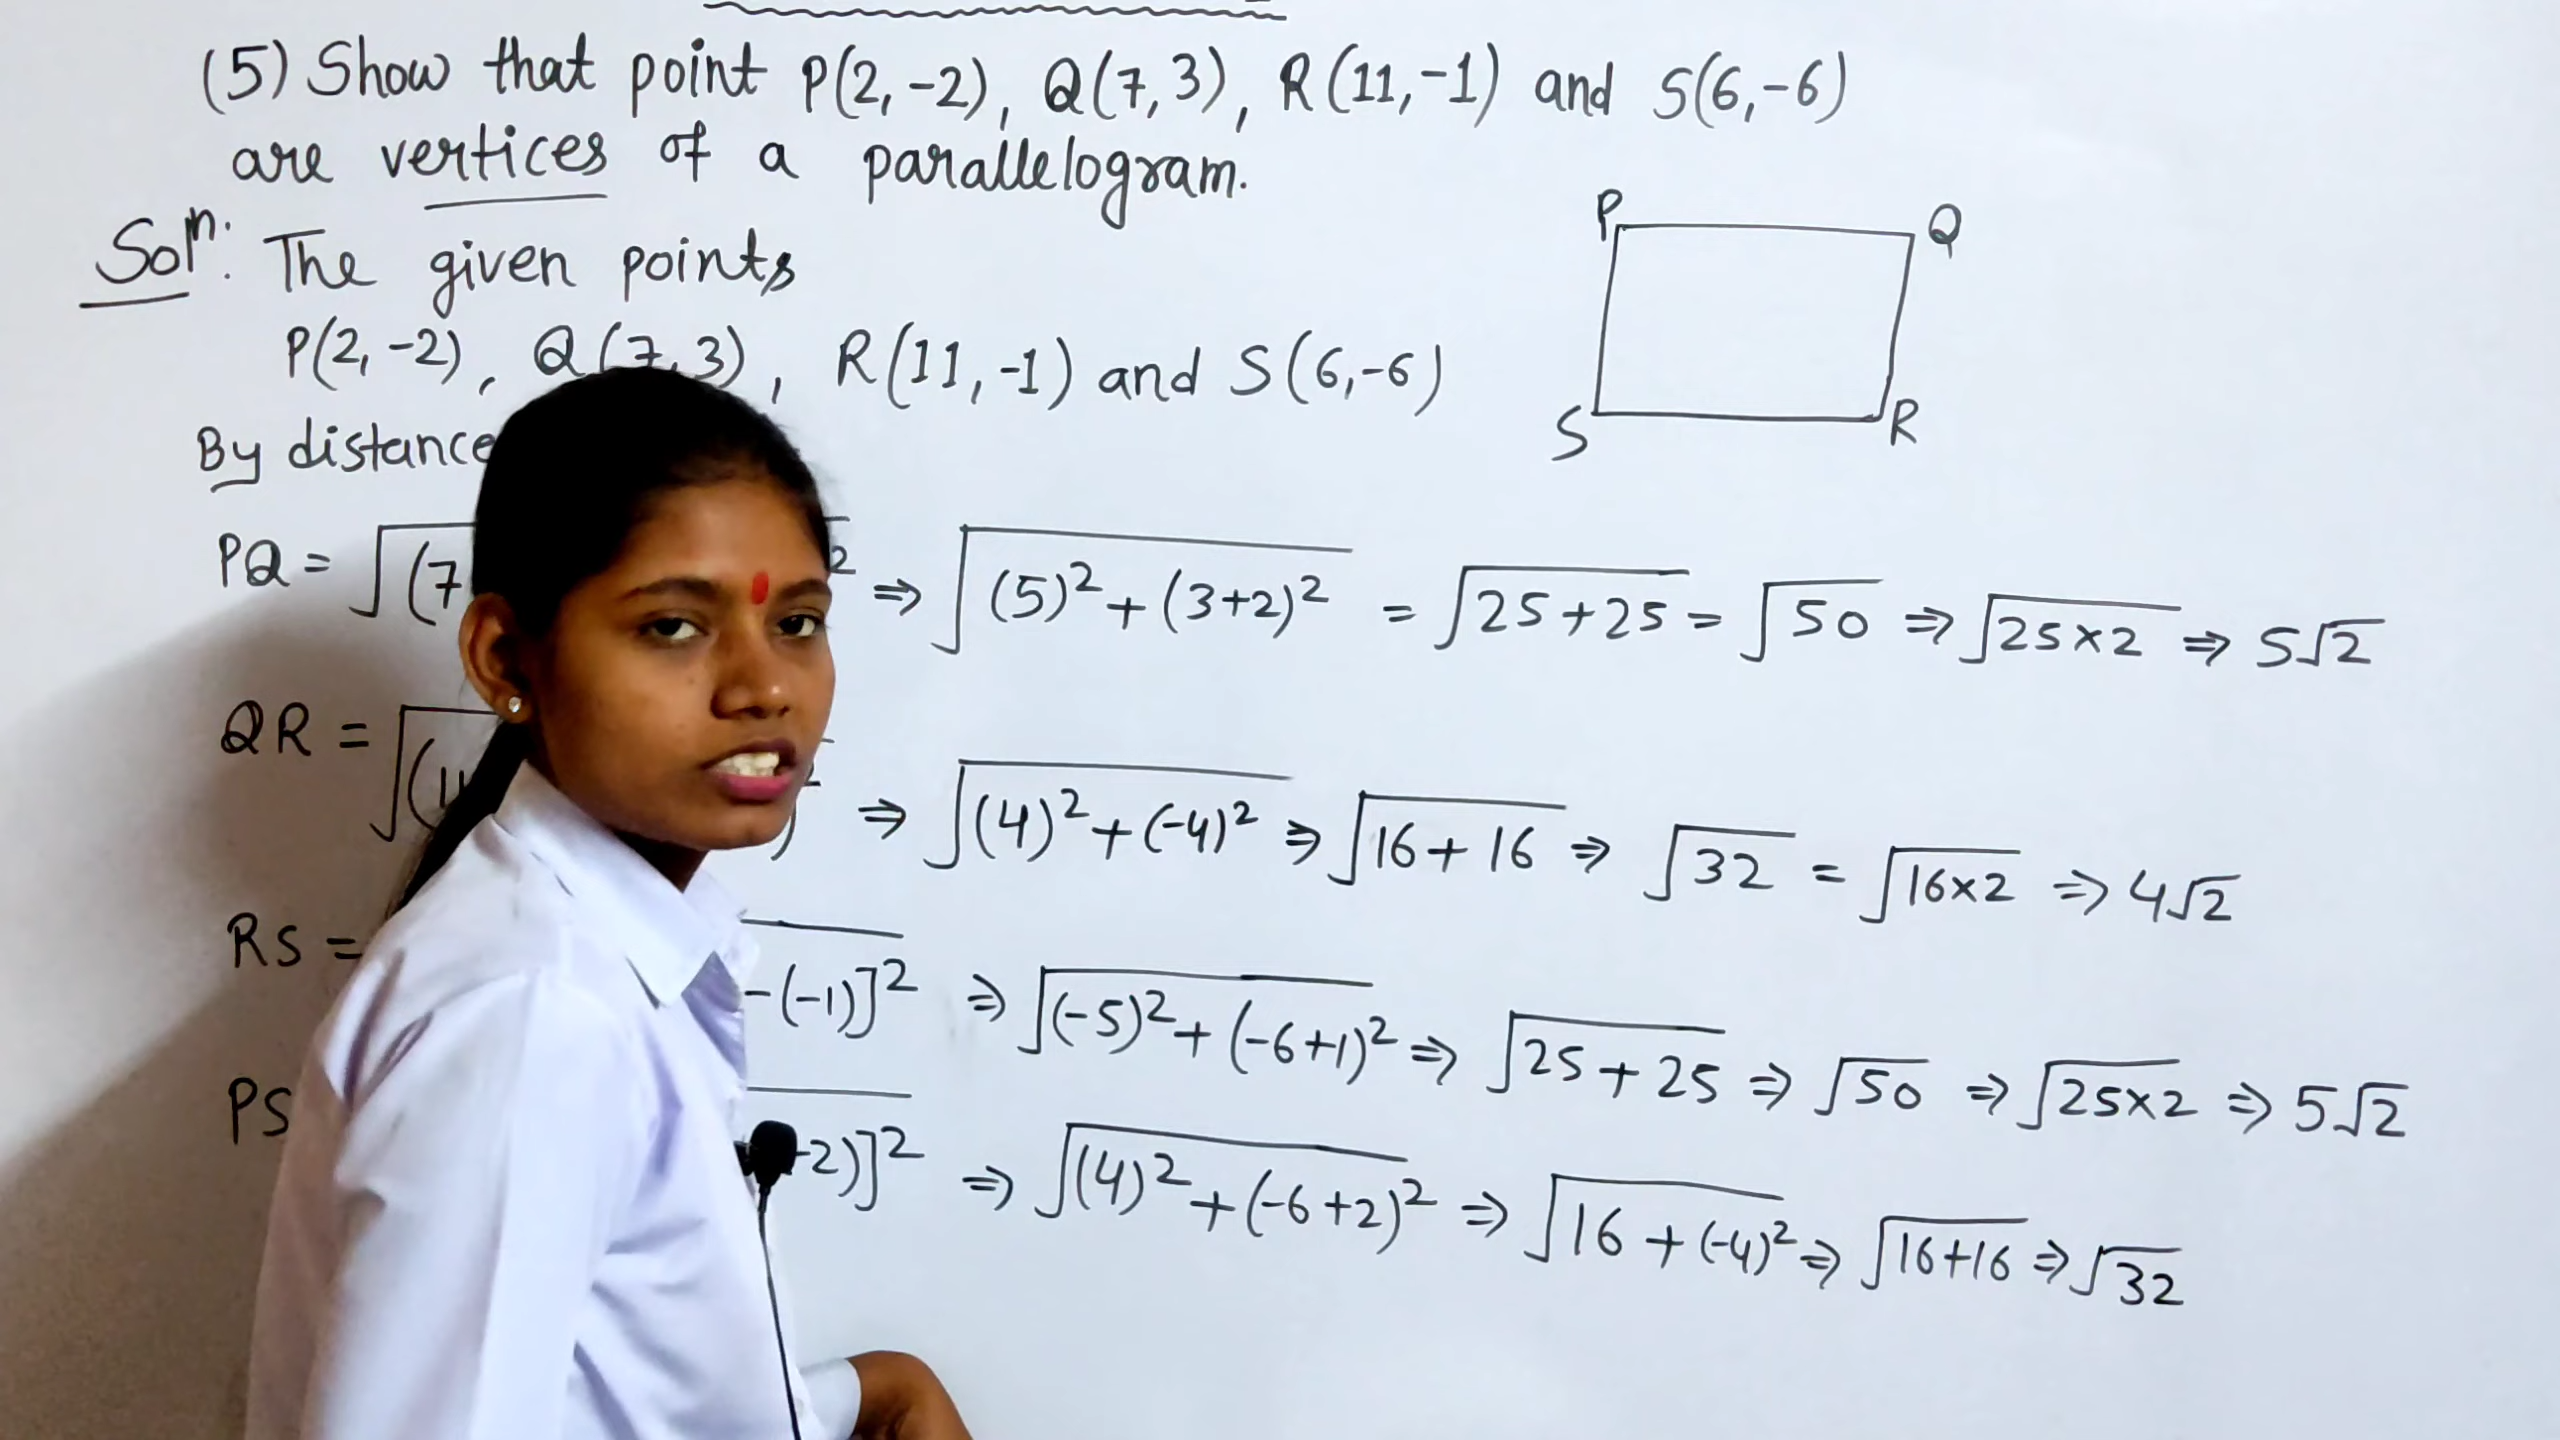 (5) Show that point P(2,-2), Q(7,3), R(11,-1) and S(6,-6)
are vertices of a parallelogram.
Solⁿ: The given points
P(2,-2), Q(7,3), R(11,-1) and S(6,-6)
P Q
S R
By distance
PQ = √(7 ² ⇒ √(5)²+(3+2)² = √25+25 = √50 ⇒ √25×2 ⇒ 5√2
QR = √(11 )² ⇒ √(4)²+(-4)² ⇒ √16+16 ⇒ √32 = √16×2 ⇒ 4√2
RS = -(-1)]² ⇒ √(-5)²+(-6+1)² ⇒ √25+25 ⇒ √50 ⇒ √25×2 ⇒ 5√2
PS -2)]² ⇒ √(4)²+(-6+2)² ⇒ √16+(-4)² ⇒ √16+16 ⇒ √32